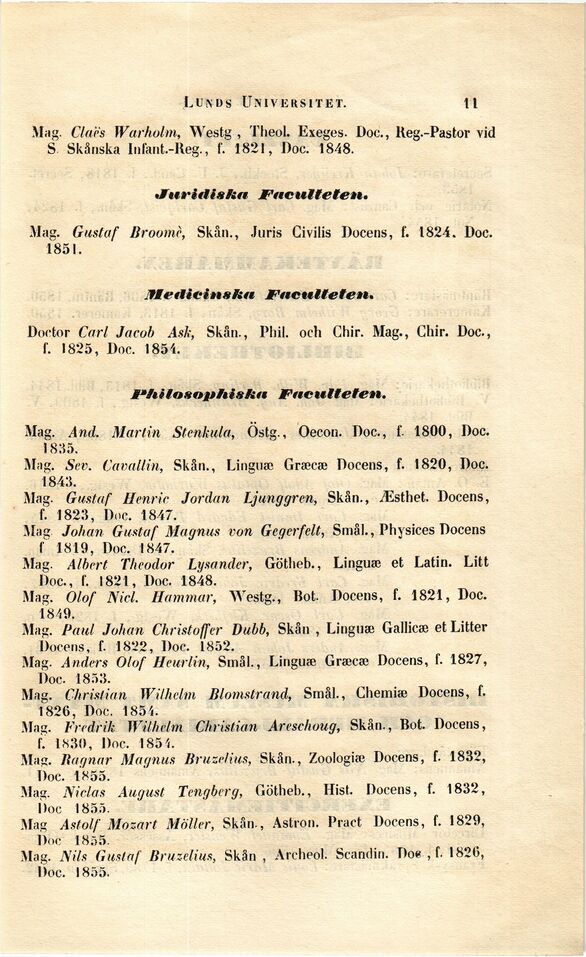 LUNDS UNIVERSITET. 11
Mag. Claës Warholm, Westg , Theol. Exeges. Doc., Reg.-Pastor vid
S. Skånska Infant.-Reg., f. 1821, Doc. 1848.
Juridiska Faculteten.
Mag. Gustaf Broomé, Skån., Juris Civilis Docens, f. 1824. Doc.
1851.
Medicinska Faculteten.
Doctor Carl Jacob Ask, Skån., Phil. och Chir. Mag., Chir. Doc.,
f. 1825, Doc. 1854.
Philosophiska Faculteten.
Mag. And. Martin Stenkula, Östg., Oecon. Doc., f. 1800, Doc.
1835.
Mag. Sev. Cavallin, Skån., Linguæ Græcæ Docens, f. 1820, Doc.
1843.
Mag. Gustaf Henric Jordan Ljunggren, Skån., Æsthet. Docens,
f. 1823, Doc. 1847.
Mag Johan Gustaf Magnus von Gegerfelt, Smål., Physices Docens
f 1819, Doc. 1847.
Mag. Albert Theodor Lysander, Götheb., Linguæ et Latin. Litt
Doc., f. 1821, Doc. 1848.
Mag. Olof Nicl. Hammar, Westg., Bot. Docens, f. 1821, Doc.
1849.
Mag. Paul Johan Christoffer Dubb, Skån , Linguæ Gallicæ et Litter
Docens, f. 1822, Doc. 1852.
Mag. Anders Olof Heurlin, Smål., Linguæ Græcæ Docens, f. 1827,
Doc. 1853.
Mag. Christian Wilhelm Blomstrand, Smål., Chemiæ Docens, f.
1826, Doc. 1854.
Mag. Fredrik Wilhelm Christian Areschoug, Skån., Bot. Docens,
f. 1830, Doc. 1854.
Mag. Ragnar Magnus Bruzelius, Skån., Zoologiæ Docens, f. 1832,
Doc. 1855.
Mag. Niclas August Tengberg, Götheb., Hist. Docens, f. 1832,
Doc 1855.
Mag Astolf Mozart Möller, Skån., Astron. Pract Docens, f. 1829,
Doc 1855.
Mag. Nils Gustaf Bruzelius, Skån , Archeol. Scandin. Doc , f. 1826,
Doc. 1855.